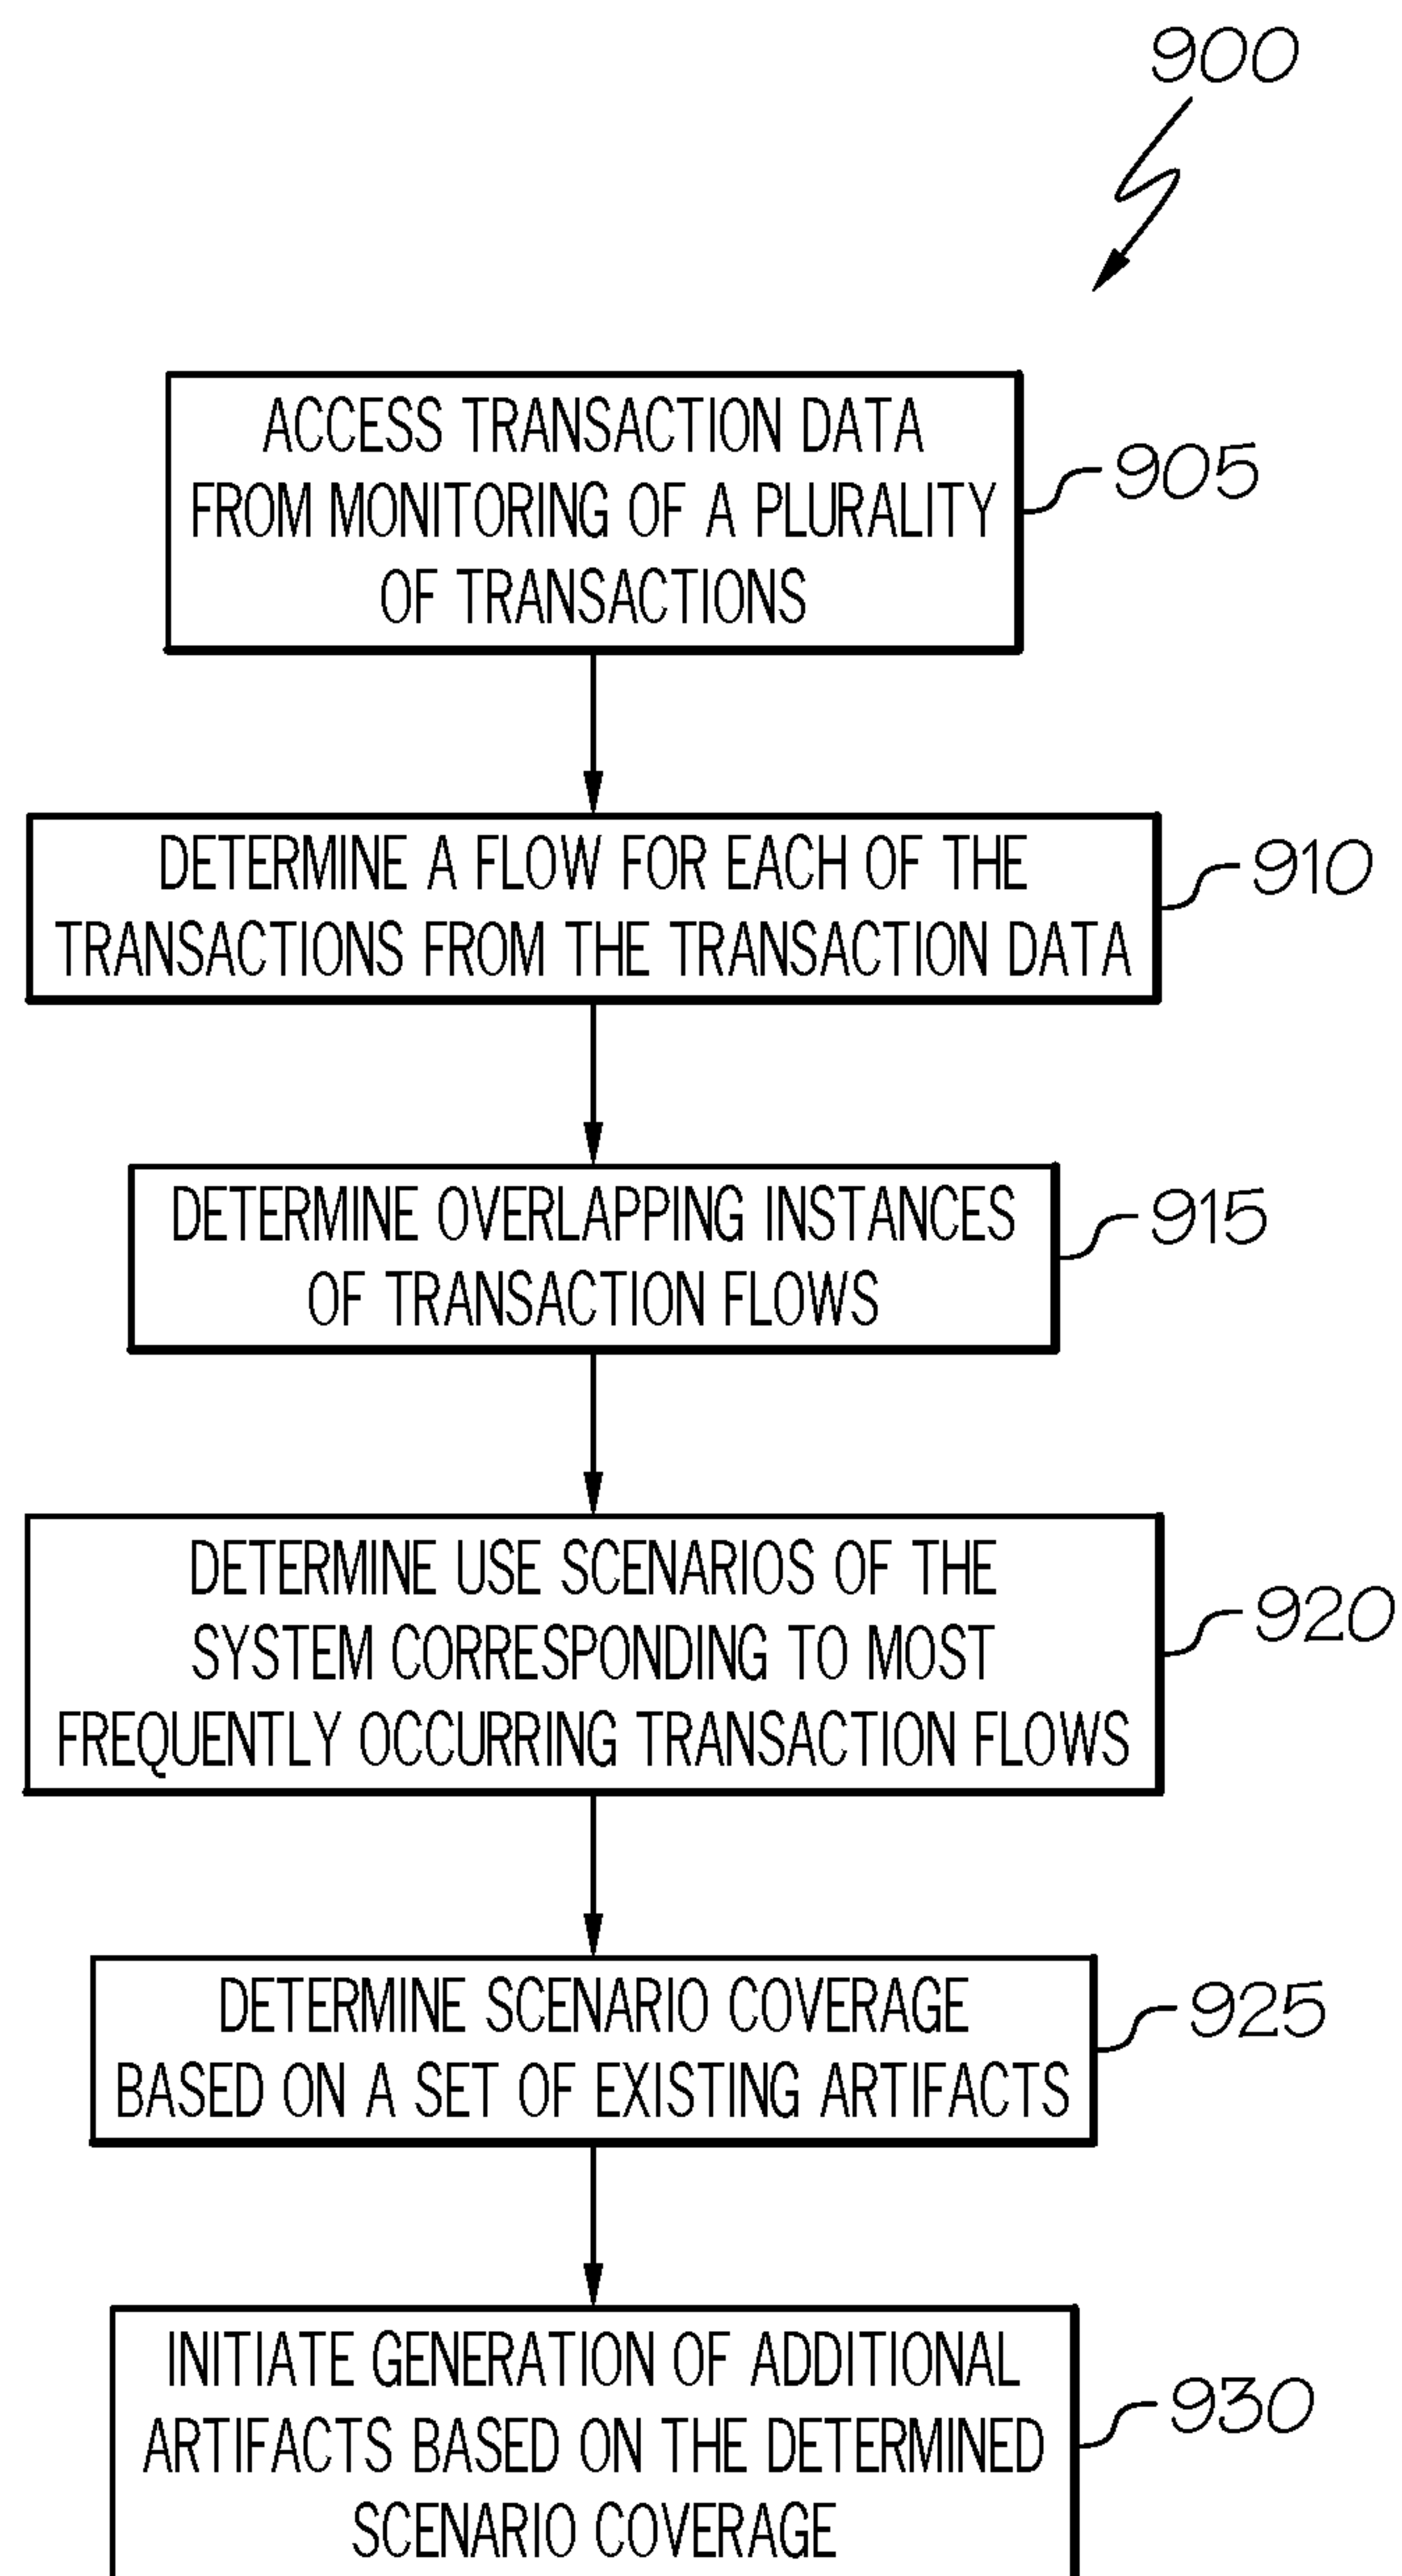 900
ACCESS TRANSACTION DATA
FROM MONITORING OF A PLURALITY
OF TRANSACTIONS
905
DETERMINE A FLOW FOR EACH OF THE
TRANSACTIONS FROM THE TRANSACTION DATA
910
DETERMINE OVERLAPPING INSTANCES
OF TRANSACTION FLOWS
915
DETERMINE USE SCENARIOS OF THE
SYSTEM CORRESPONDING TO MOST
FREQUENTLY OCCURRING TRANSACTION FLOWS
920
DETERMINE SCENARIO COVERAGE
BASED ON A SET OF EXISTING ARTIFACTS
925
INITIATE GENERATION OF ADDITIONAL
ARTIFACTS BASED ON THE DETERMINED
SCENARIO COVERAGE
930